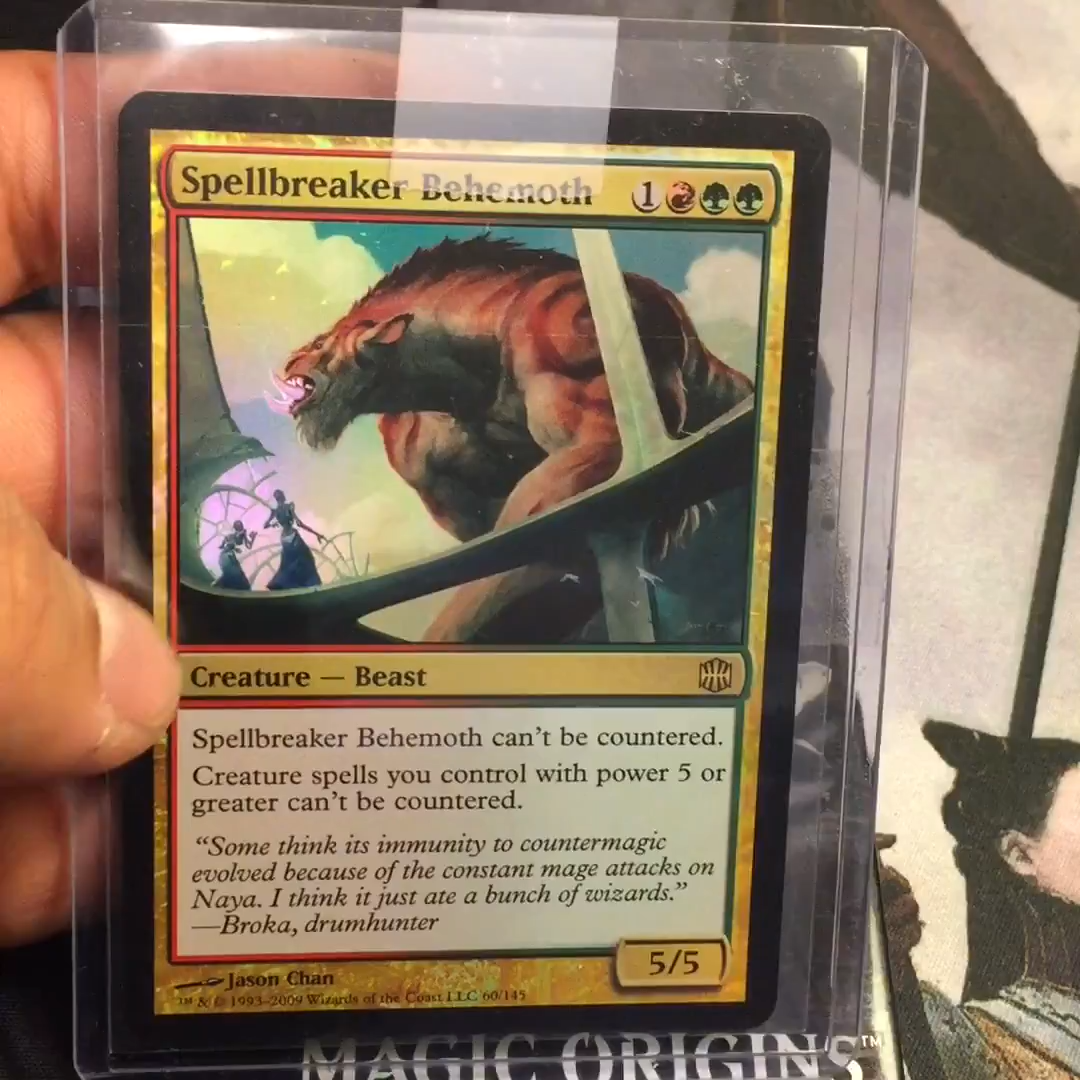 Spellbreaker Behemoth 1
Creature — Beast
Spellbreaker Behemoth can't be countered.
Creature spells you control with power 5 or
greater can't be countered.
“Some think its immunity to countermagic
evolved because of the constant mage attacks on
Naya. I think it just ate a bunch of wizards.”
—Broka, drumhunter
5/5
Jason Chan
™ & © 1993–2009 Wizards of the Coast LLC 60/145
MAGIC ORIGINS™